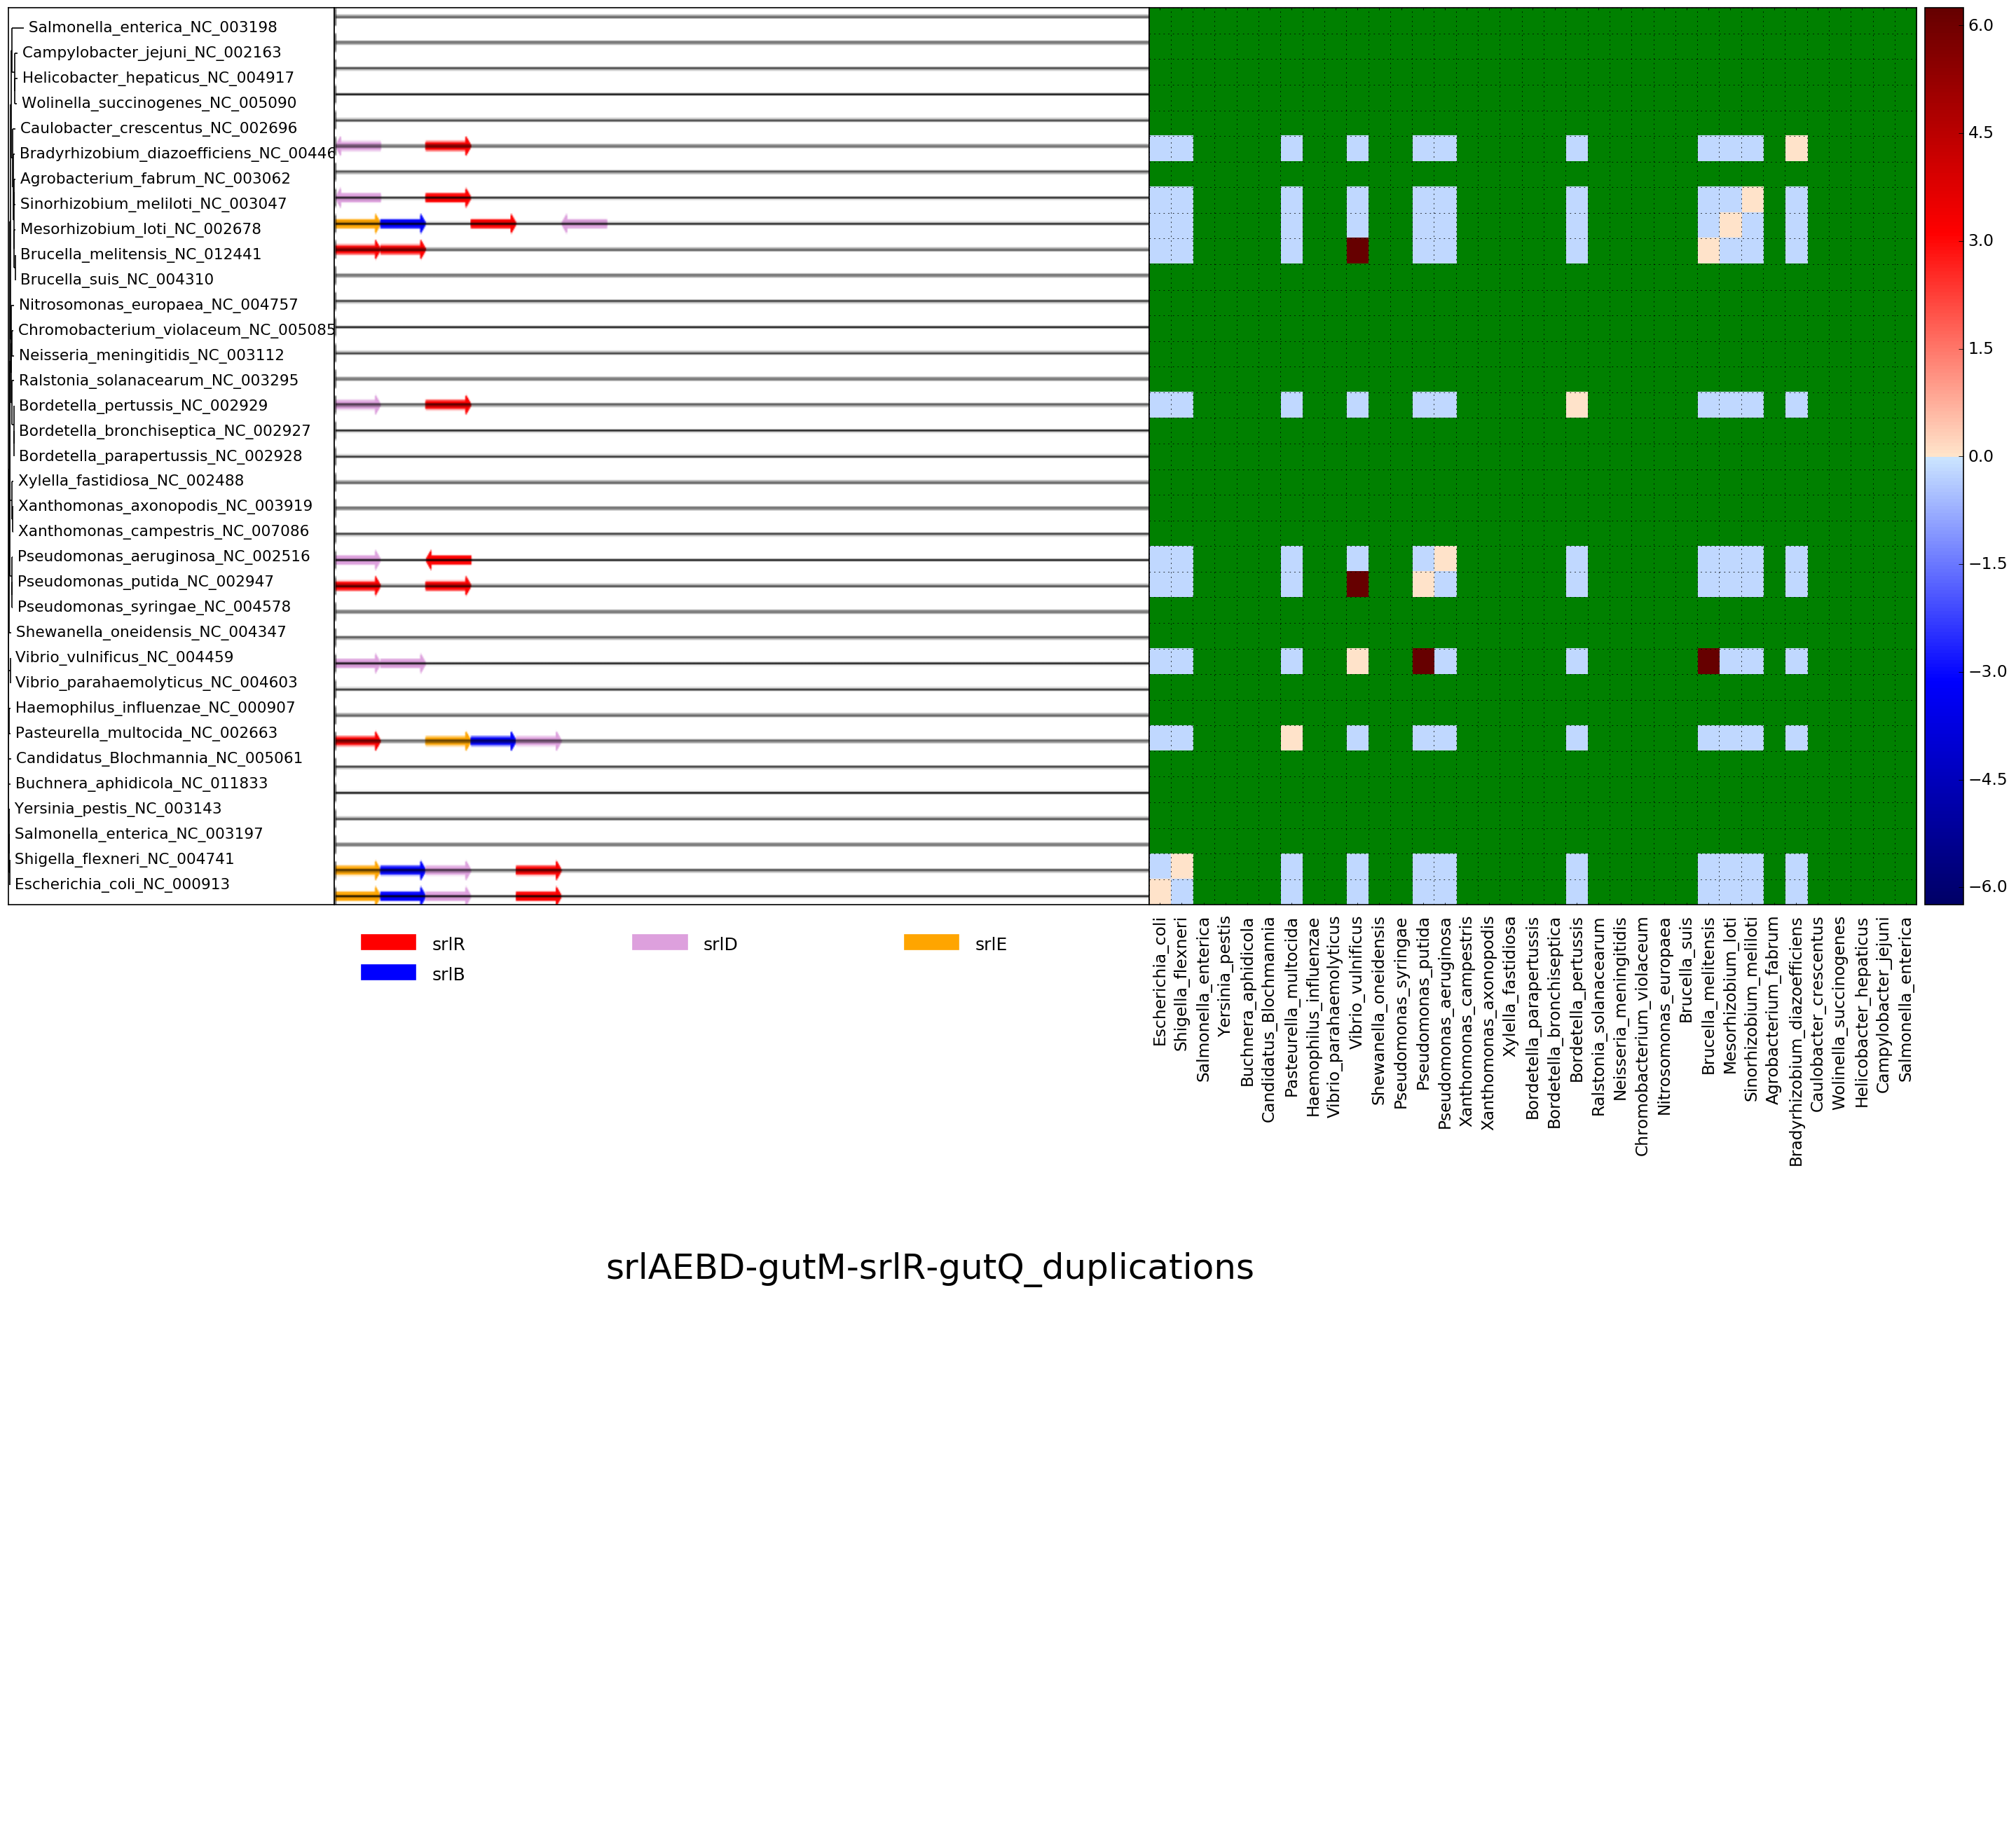 Salmonella_enterica_NC_003198
Campylobacter_jejuni_NC_002163
Helicobacter_hepaticus_NC_004917
Wolinella_succinogenes_NC_005090
Caulobacter_crescentus_NC_002696
Bradyrhizobium_diazoefficiens_NC_00446
Agrobacterium_fabrum_NC_003062
Sinorhizobium_meliloti_NC_003047
Mesorhizobium_loti_NC_002678
Brucella_melitensis_NC_012441
Brucella_suis_NC_004310
Nitrosomonas_europaea_NC_004757
Chromobacterium_violaceum_NC_005085
Neisseria_meningitidis_NC_003112
Ralstonia_solanacearum_NC_003295
Bordetella_pertussis_NC_002929
Bordetella_bronchiseptica_NC_002927
Bordetella_parapertussis_NC_002928
Xylella_fastidiosa_NC_002488
Xanthomonas_axonopodis_NC_003919
Xanthomonas_campestris_NC_007086
Pseudomonas_aeruginosa_NC_002516
Pseudomonas_putida_NC_002947
Pseudomonas_syringae_NC_004578
Shewanella_oneidensis_NC_004347
Vibrio_vulnificus_NC_004459
Vibrio_parahaemolyticus_NC_004603
Haemophilus_influenzae_NC_000907
Pasteurella_multocida_NC_002663
Candidatus_Blochmannia_NC_005061
Buchnera_aphidicola_NC_011833
Yersinia_pestis_NC_003143
Salmonella_enterica_NC_003197
Shigella_flexneri_NC_004741
Escherichia_coli_NC_000913
6.0
4.5
3.0
1.5
0.0
−1.5
−3.0
−4.5
−6.0
srlR
srlD
srlE
srlB
Escherichia_coli
Shigella_flexneri
Salmonella_enterica
Yersinia_pestis
Buchnera_aphidicola
Candidatus_Blochmannia
Pasteurella_multocida
Haemophilus_influenzae
Vibrio_parahaemolyticus
Vibrio_vulnificus
Shewanella_oneidensis
Pseudomonas_syringae
Pseudomonas_putida
Pseudomonas_aeruginosa
Xanthomonas_campestris
Xanthomonas_axonopodis
Xylella_fastidiosa
Bordetella_parapertussis
Bordetella_bronchiseptica
Bordetella_pertussis
Ralstonia_solanacearum
Neisseria_meningitidis
Chromobacterium_violaceum
Nitrosomonas_europaea
Brucella_suis
Brucella_melitensis
Mesorhizobium_loti
Sinorhizobium_meliloti
Agrobacterium_fabrum
Bradyrhizobium_diazoefficiens
Caulobacter_crescentus
Wolinella_succinogenes
Helicobacter_hepaticus
Campylobacter_jejuni
Salmonella_enterica
srlAEBD-gutM-srlR-gutQ_duplications